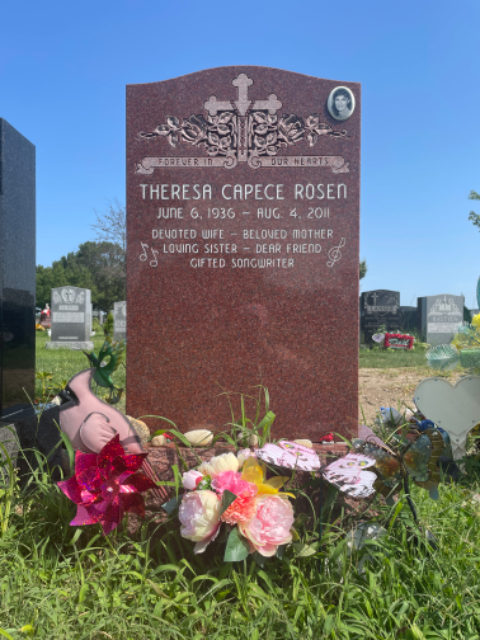 FOREVER IN OUR HEARTS
THERESA CAPECE ROSEN
JUNE 6, 1936 – AUG. 4, 2011
DEVOTED WIFE – BELOVED MOTHER
LOVING SISTER – DEAR FRIEND
GIFTED SONGWRITER